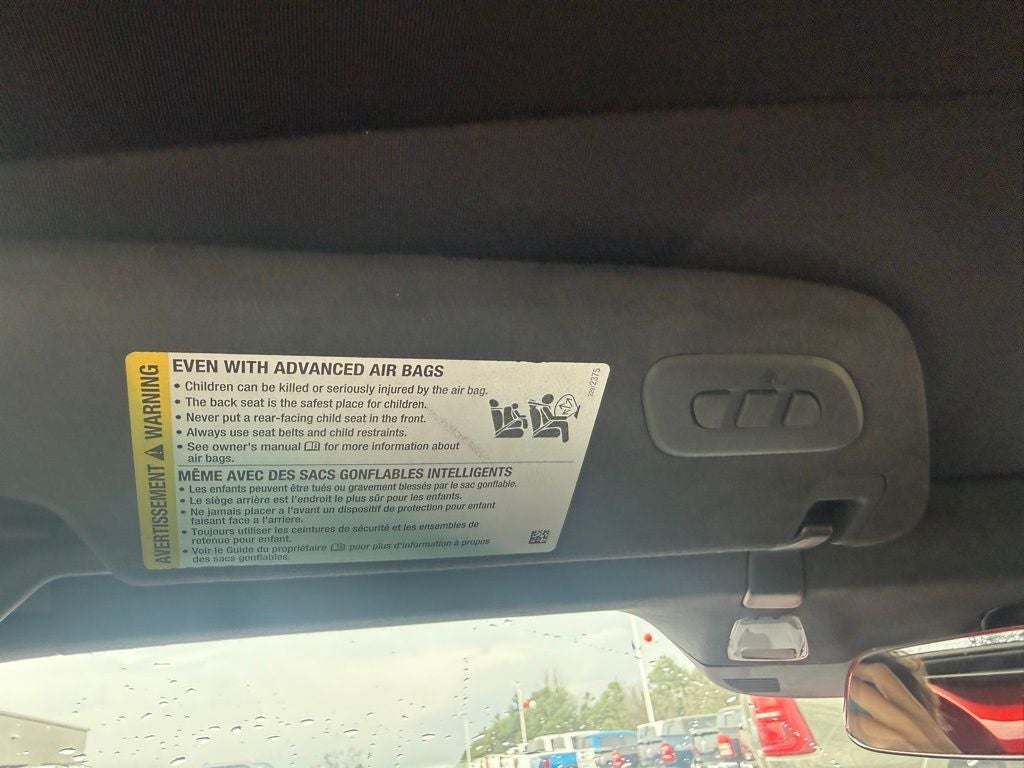 AVERTISSEMENT WARNING
EVEN WITH ADVANCED AIR BAGS
• Children can be killed or seriously injured by the air bag.
• The back seat is the safest place for children.
• Never put a rear-facing child seat in the front.
• Always use seat belts and child restraints.
• See owner's manual for more information about
air bags.
MÊME AVEC DES SACS GONFLABLES INTELLIGENTS
• Les enfants peuvent être tués ou gravement blessés par le sac gonflable.
• Le siège arrière est l'endroit le plus sûr pour les enfants.
• Ne jamais placer a l'avant un dispositif de protection pour enfant
faisant face a l'arriere.
• Toujours utiliser les ceintures de sécurité et les ensembles de
retenue pour enfant.
• Voir le Guide du propriétaire pour plus d'information à propos
des sacs gonflables.